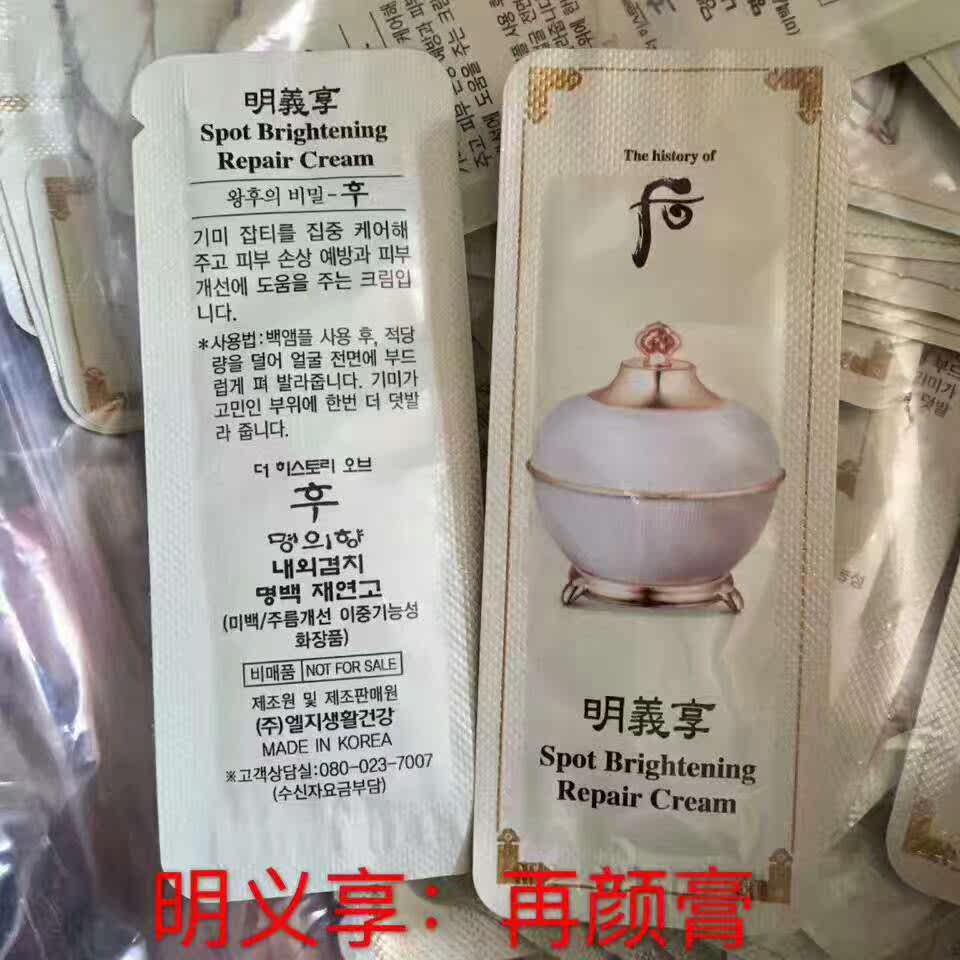 明義享
Spot Brightening
Repair Cream
왕후의 비밀-후
기미 잡티를 집중 케어해
주고 피부 손상 예방과 피부
개선에 도움을 주는 크림입
니다.
*사용법:백앰플 사용 후, 적당
량을 덜어 얼굴 전면에 부드
럽게 펴 발라줍니다. 기미가
고민인 부위에 한번 더 덧발
라 줍니다.
더 히스토리 오브
후
명의향
내외겸치
명백 재연고
(미백/주름개선 이중기능성
화장품)
비매품 NOT FOR SALE
제조원 및 제조판매원
(주)엘지생활건강
MADE IN KOREA
※고객상담실:080-023-7007
(수신자요금부담)
The history of
后
明義享
Spot Brightening
Repair Cream
明义享：再颜膏